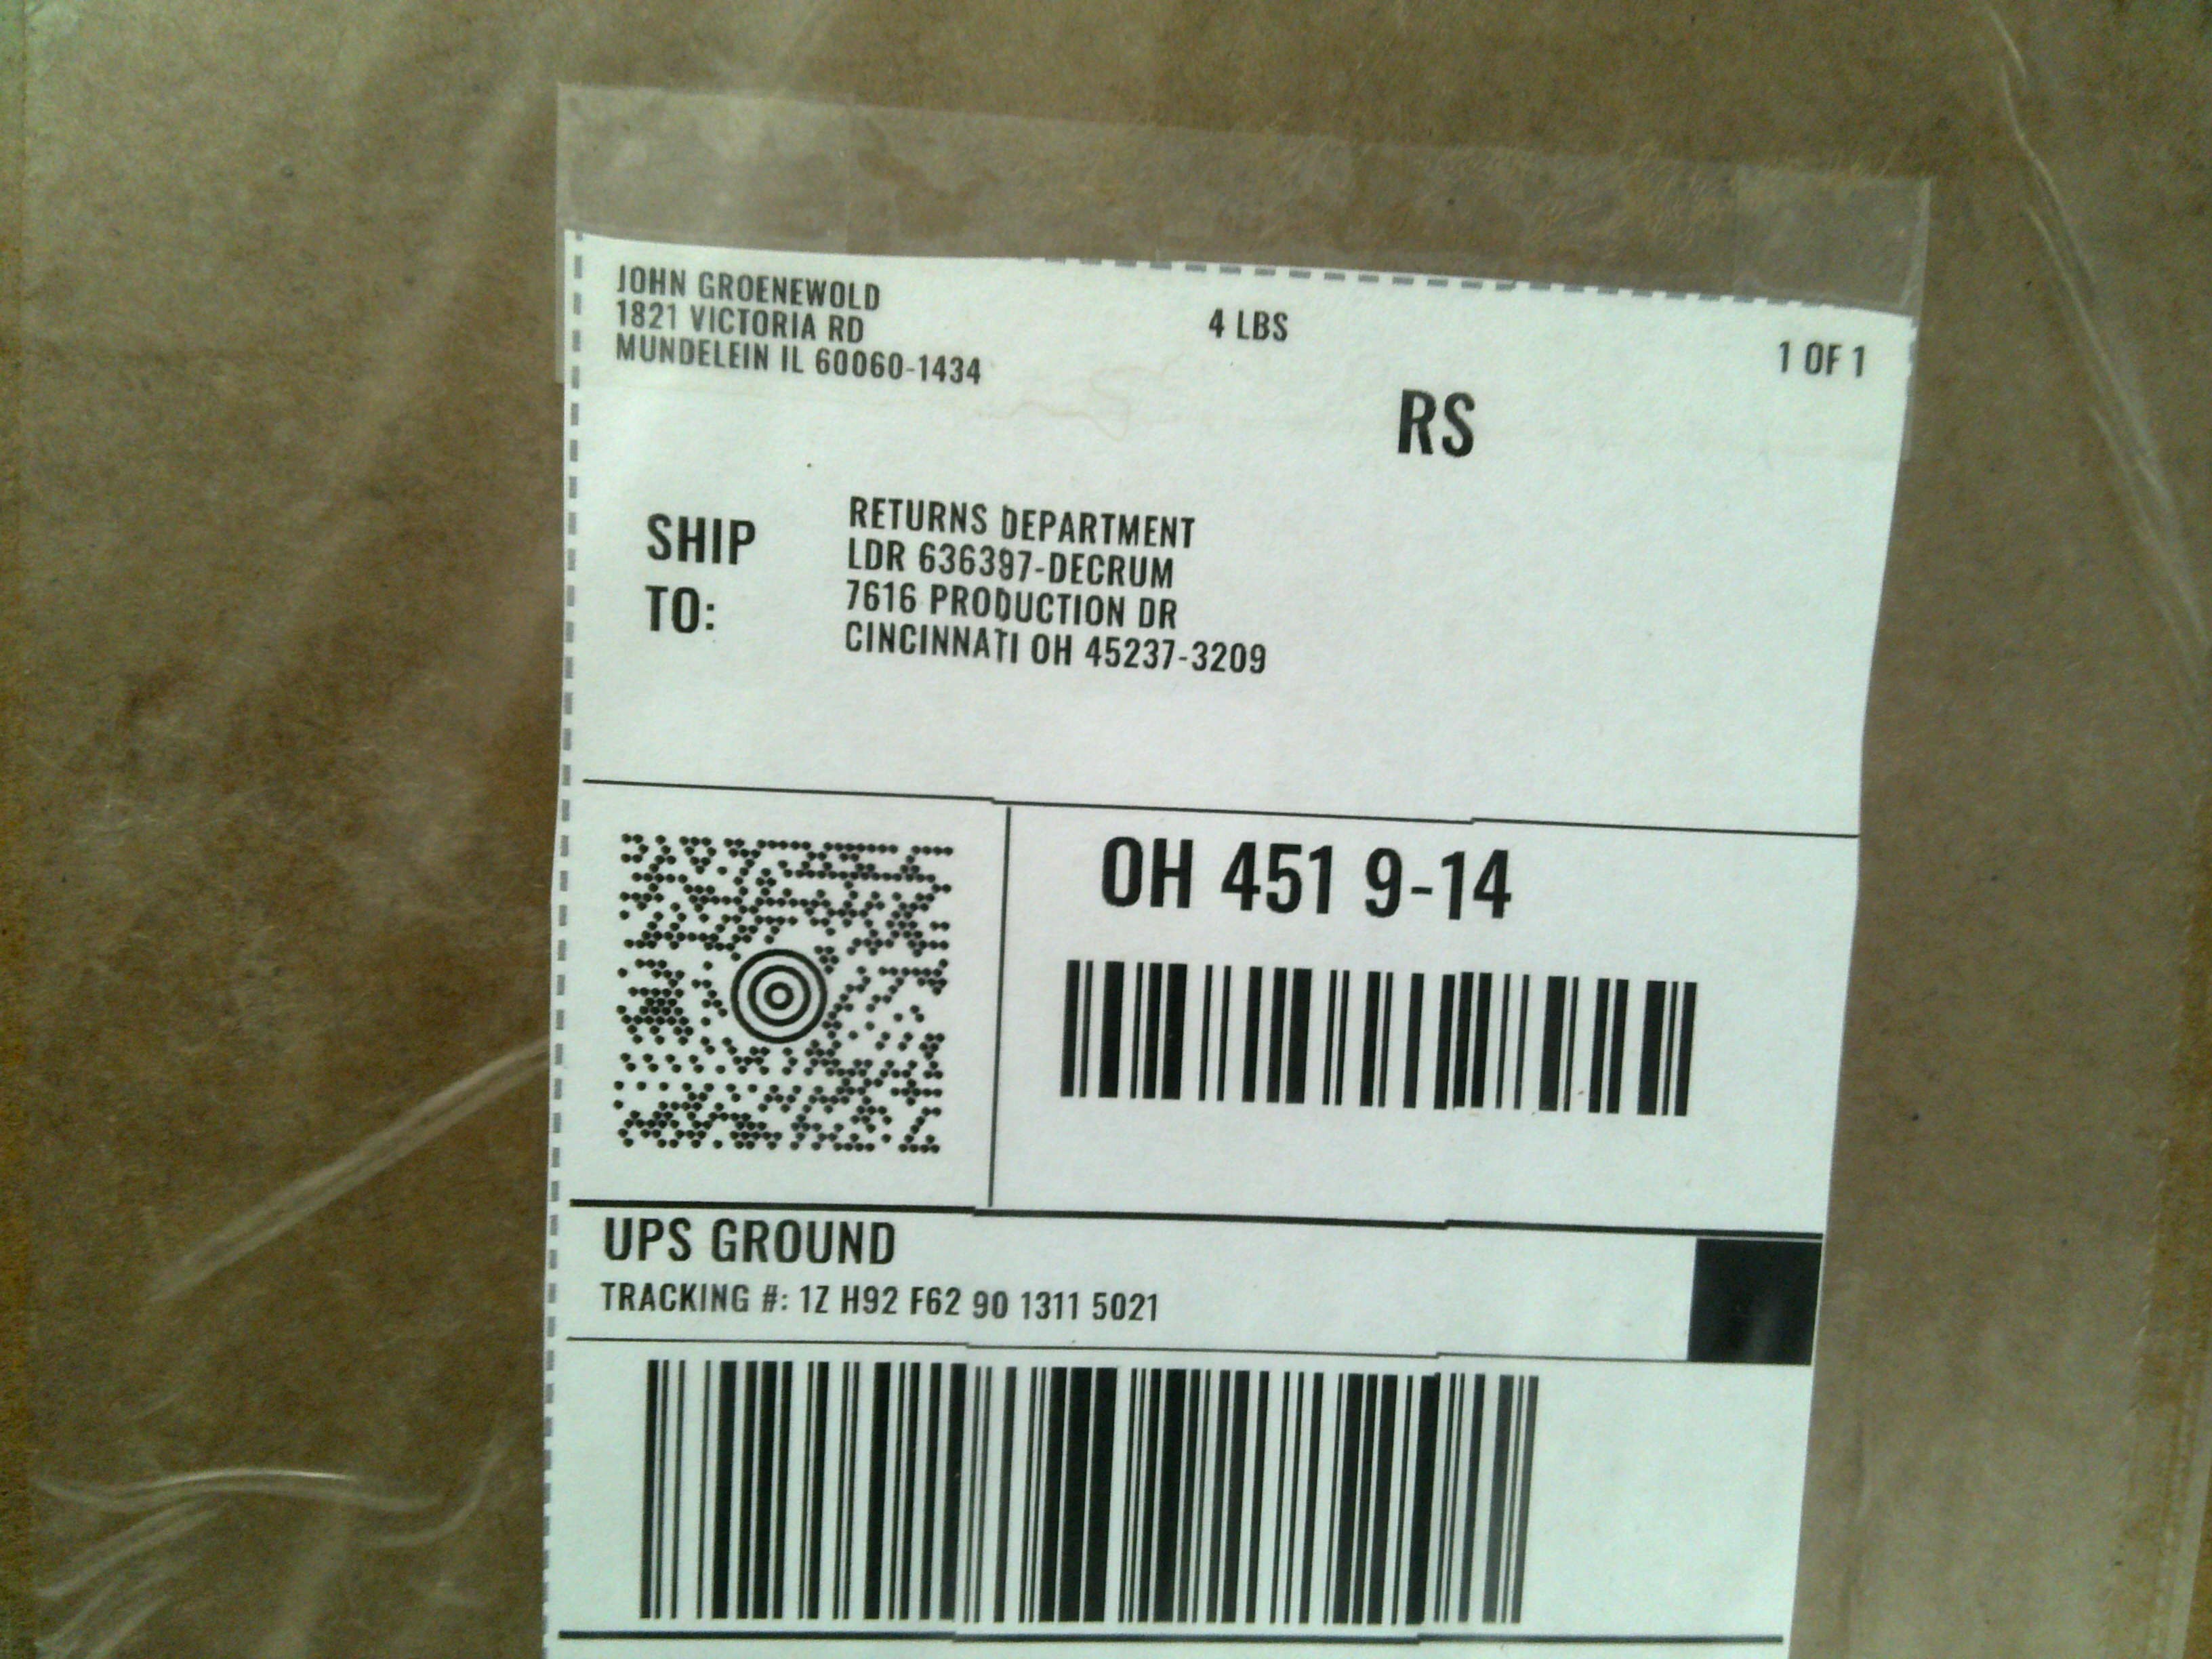 JOHN GROENEWOLD
1821 VICTORIA RD
MUNDELEIN IL 60060-1434
4 LBS
1 OF 1
RS
SHIP TO:
RETURNS DEPARTMENT
LDR 636397-DECRUM
7616 PRODUCTION DR
CINCINNATI OH 45237-3209
OH 451 9-14
UPS GROUND
TRACKING #: 1Z H92 F62 90 1311 5021